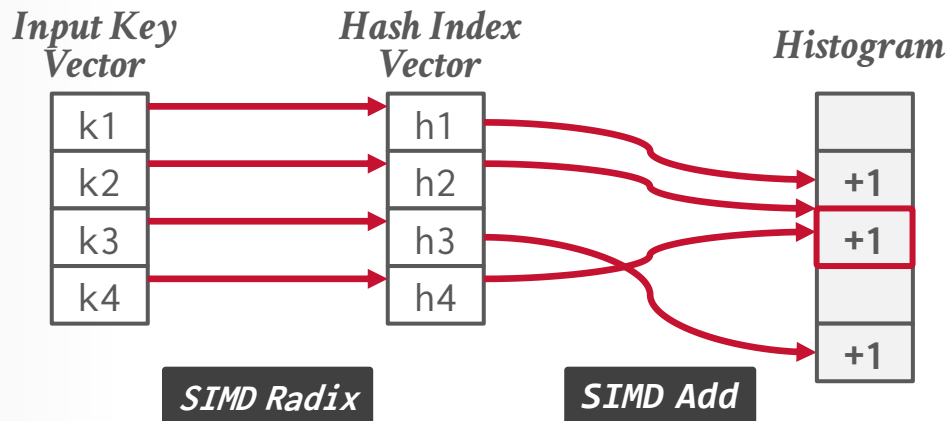 Input Key
Vector
Hash Index
Vector
Histogram
k1
k2
k3
k4
h1
h2
h3
h4
+1
+1
+1
SIMD Radix
SIMD Add